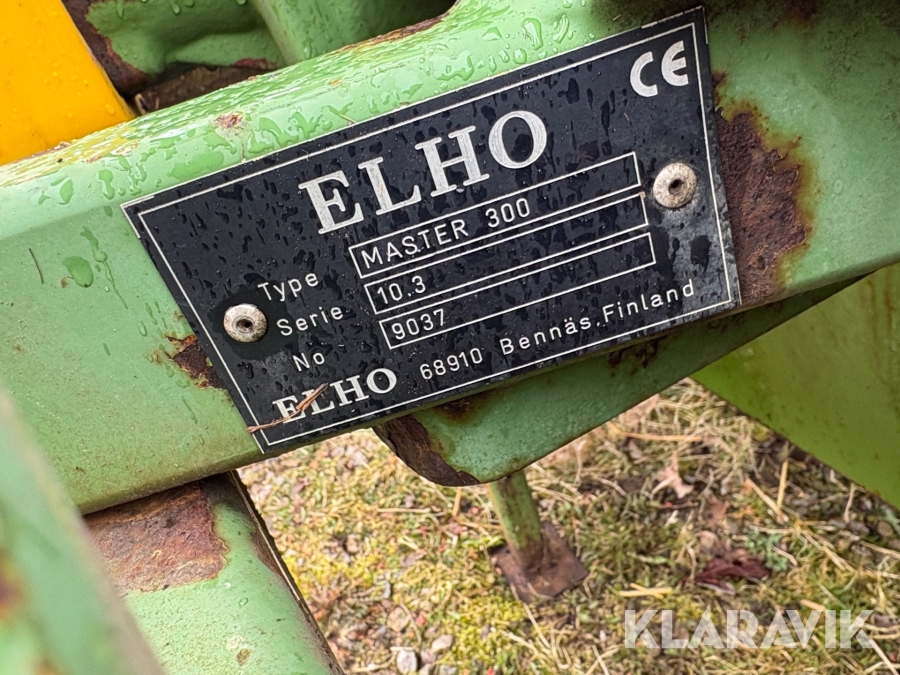 CE
ELHO
Type MASTER 300
Serie 10.3
No 9037
ELHO 68910 Bennäs, Finland
KLARAVIK